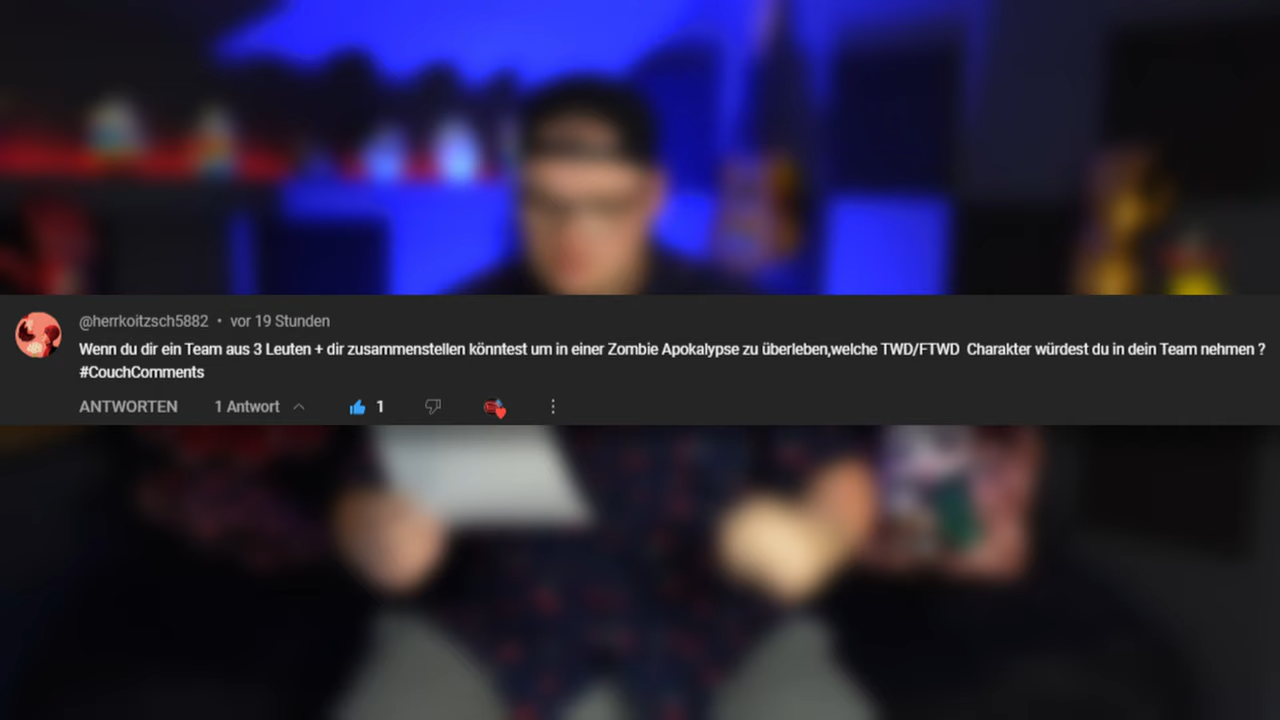 @herrkoitzsch5882 • vor 19 Stunden
Wenn du dir ein Team aus 3 Leuten + dir zusammenstellen könntest um in einer Zombie Apokalypse zu überleben,welche TWD/FTWD Charakter würdest du in dein Team nehmen ?
#CouchComments
ANTWORTEN 1 Antwort 1